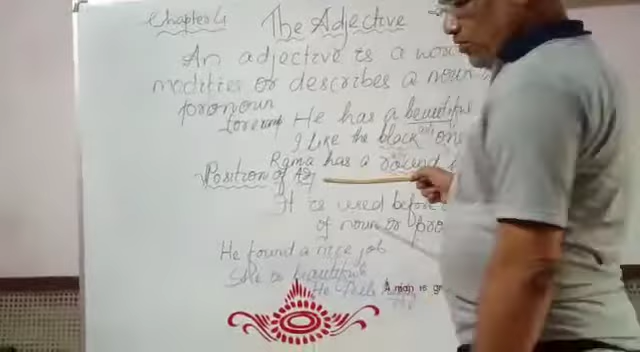 Chapter 4 The Adjective
An adjective is a word
modifies or describes a noun
pronoun
He has a beautiful
I like the black one
Rama has a round
Position of Adj
It is used before
of noun or pro
He found a nice job
She is beautiful
He feels
A man is gr